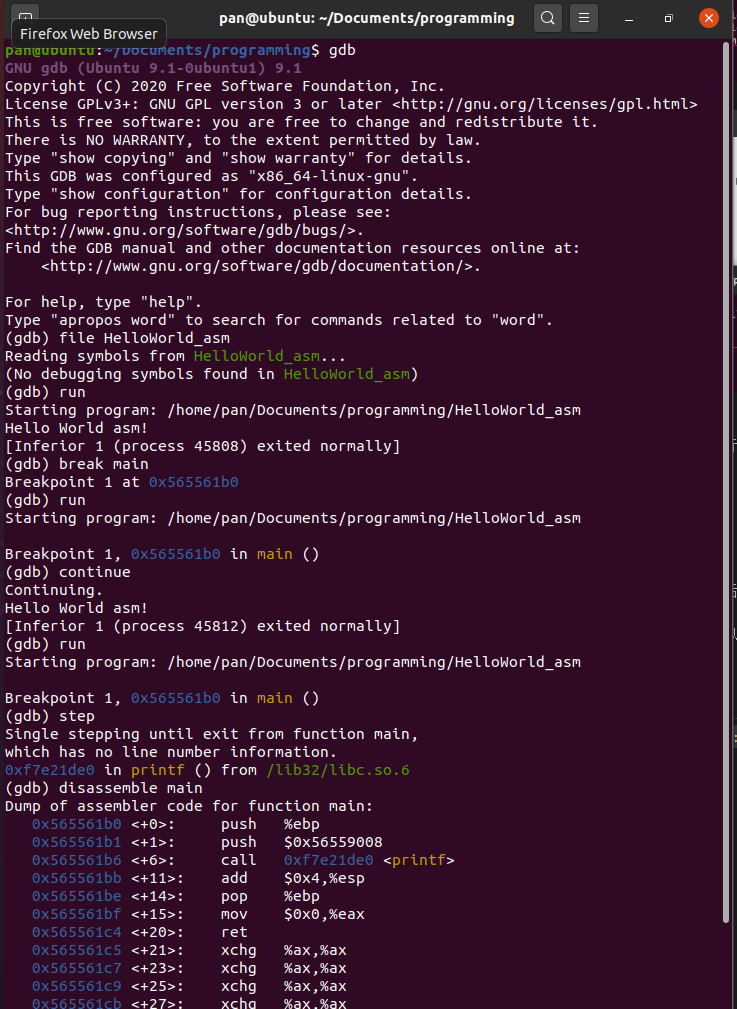 pan@ubuntu: ~/Documents/programming
Firefox Web Browser
pan@ubuntu:~/Documents/programming$ gdb
GNU gdb (Ubuntu 9.1-0ubuntu1) 9.1
Copyright (C) 2020 Free Software Foundation, Inc.
License GPLv3+: GNU GPL version 3 or later <http://gnu.org/licenses/gpl.html>
This is free software: you are free to change and redistribute it.
There is NO WARRANTY, to the extent permitted by law.
Type "show copying" and "show warranty" for details.
This GDB was configured as "x86_64-linux-gnu".
Type "show configuration" for configuration details.
For bug reporting instructions, please see:
<http://www.gnu.org/software/gdb/bugs/>.
Find the GDB manual and other documentation resources online at:
    <http://www.gnu.org/software/gdb/documentation/>.

For help, type "help".
Type "apropos word" to search for commands related to "word".
(gdb) file HelloWorld_asm
Reading symbols from HelloWorld_asm...
(No debugging symbols found in HelloWorld_asm)
(gdb) run
Starting program: /home/pan/Documents/programming/HelloWorld_asm
Hello World asm!
[Inferior 1 (process 45808) exited normally]
(gdb) break main
Breakpoint 1 at 0x565561b0
(gdb) run
Starting program: /home/pan/Documents/programming/HelloWorld_asm

Breakpoint 1, 0x565561b0 in main ()
(gdb) continue
Continuing.
Hello World asm!
[Inferior 1 (process 45812) exited normally]
(gdb) run
Starting program: /home/pan/Documents/programming/HelloWorld_asm

Breakpoint 1, 0x565561b0 in main ()
(gdb) step
Single stepping until exit from function main,
which has no line number information.
0xf7e21de0 in printf () from /lib32/libc.so.6
(gdb) disassemble main
Dump of assembler code for function main:
   0x565561b0 <+0>:     push   %ebp
   0x565561b1 <+1>:     push   $0x56559008
   0x565561b6 <+6>:     call   0xf7e21de0 <printf>
   0x565561bb <+11>:    add    $0x4,%esp
   0x565561be <+14>:    pop    %ebp
   0x565561bf <+15>:    mov    $0x0,%eax
   0x565561c4 <+20>:    ret
   0x565561c5 <+21>:    xchg   %ax,%ax
   0x565561c7 <+23>:    xchg   %ax,%ax
   0x565561c9 <+25>:    xchg   %ax,%ax
   0x565561cb <+27>:    xchg   %ax,%ax